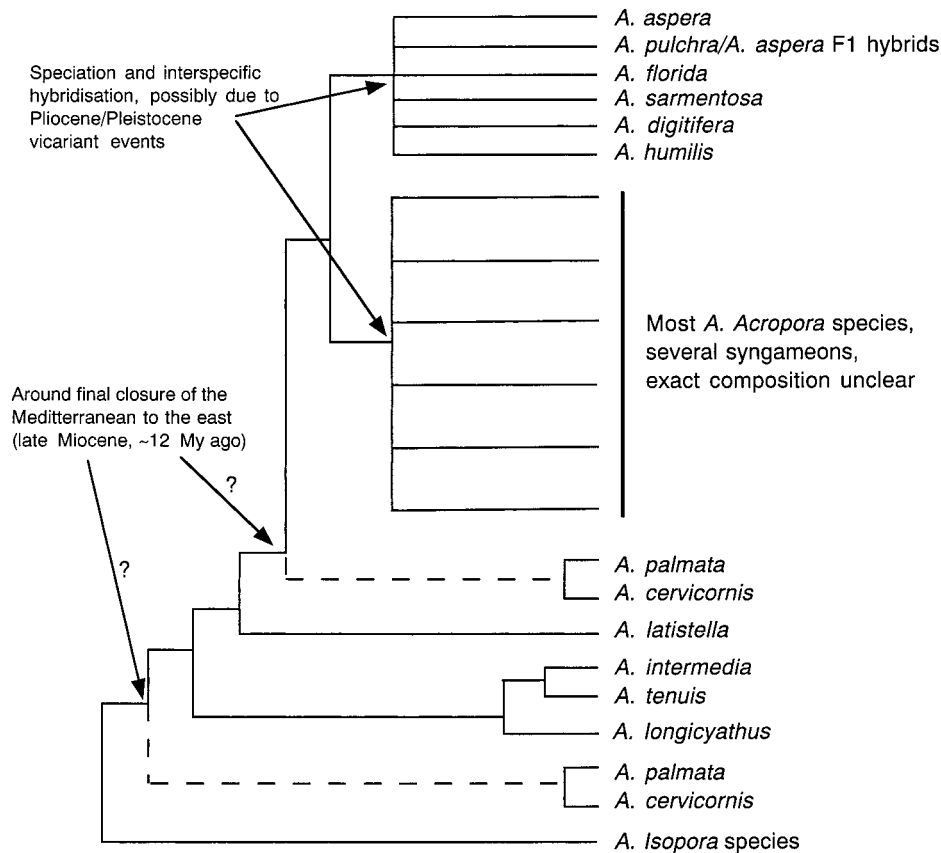 A. aspera
A. pulchra/A. aspera F1 hybrids
A. florida
A. sarmentosa
A. digitifera
A. humilis
Speciation and interspecific
hybridisation, possibly due to
Pliocene/Pleistocene
vicariant events
Most A. Acropora species,
several syngameons,
exact composition unclear
Around final closure of the
Meditterranean to the east
(late Miocene, ~12 My ago)
?
?
A. palmata
A. cervicornis
A. latistella
A. intermedia
A. tenuis
A. longicyathus
A. palmata
A. cervicornis
A. Isopora species